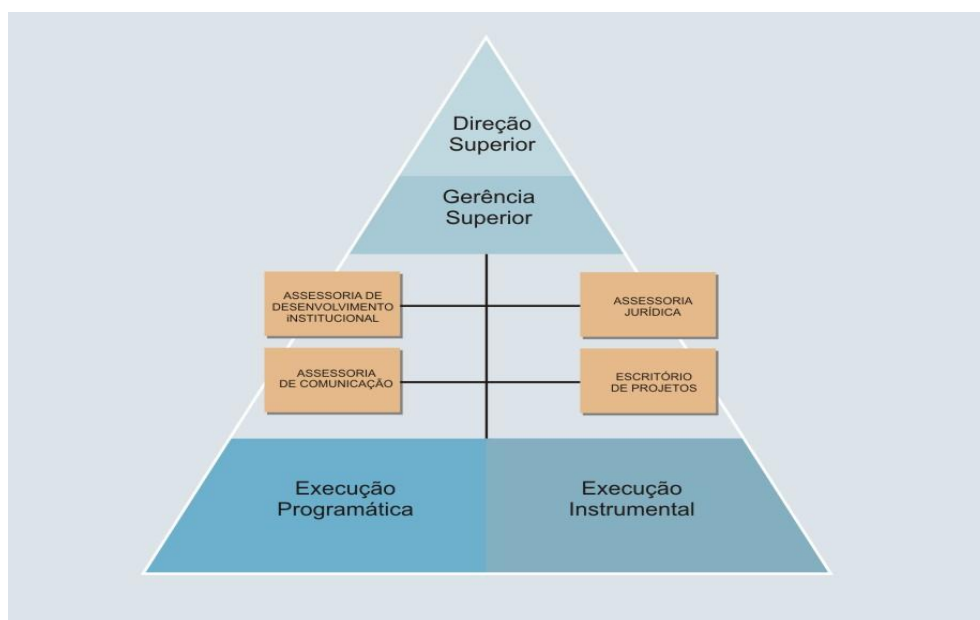 Direção
Superior
Gerência
Superior
ASSESSORIA DE
DESENVOLVIMENTO
iNSTITUCIONAL
ASSESSORIA
JURÍDICA
ASSESSORIA
DE COMUNICAÇÃO
ESCRITÓRIO
DE PROJETOS
Execução
Programática
Execução
Instrumental